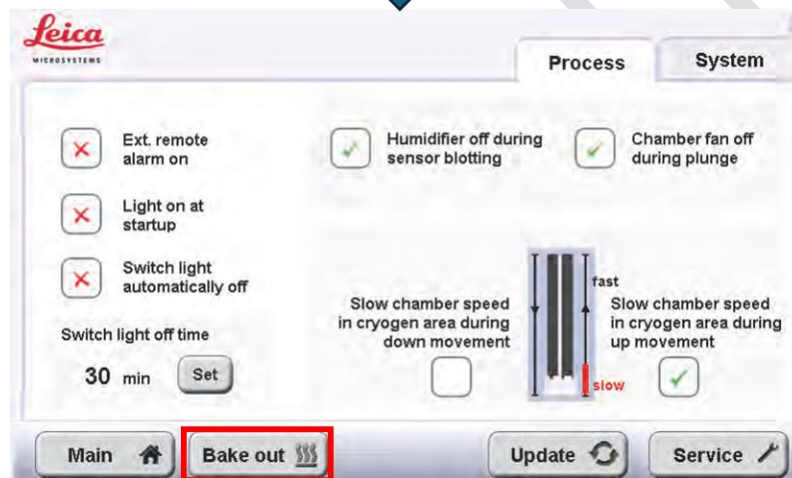 Leica
MICROSYSTEMS
Process
System
Ext. remote
alarm on
Humidifier off during
sensor blotting
Chamber fan off
during plunge
Light on at
startup
Switch light
automatically off
Switch light off time
30 min
Set
Slow chamber speed
in cryogen area during
down movement
fast
slow
Slow chamber speed
in cryogen area during
up movement
Main
Bake out
Update
Service